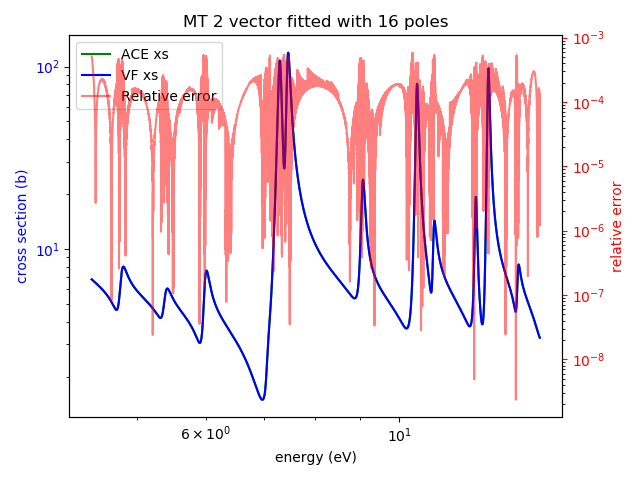 MT 2 vector fitted with 16 poles
ACE xs
VF xs
Relative error
cross section (b)
10²
10¹
10⁻³
10⁻⁴
10⁻⁵
10⁻⁶
10⁻⁷
10⁻⁸
relative error
6 × 10⁰
10¹
energy (eV)